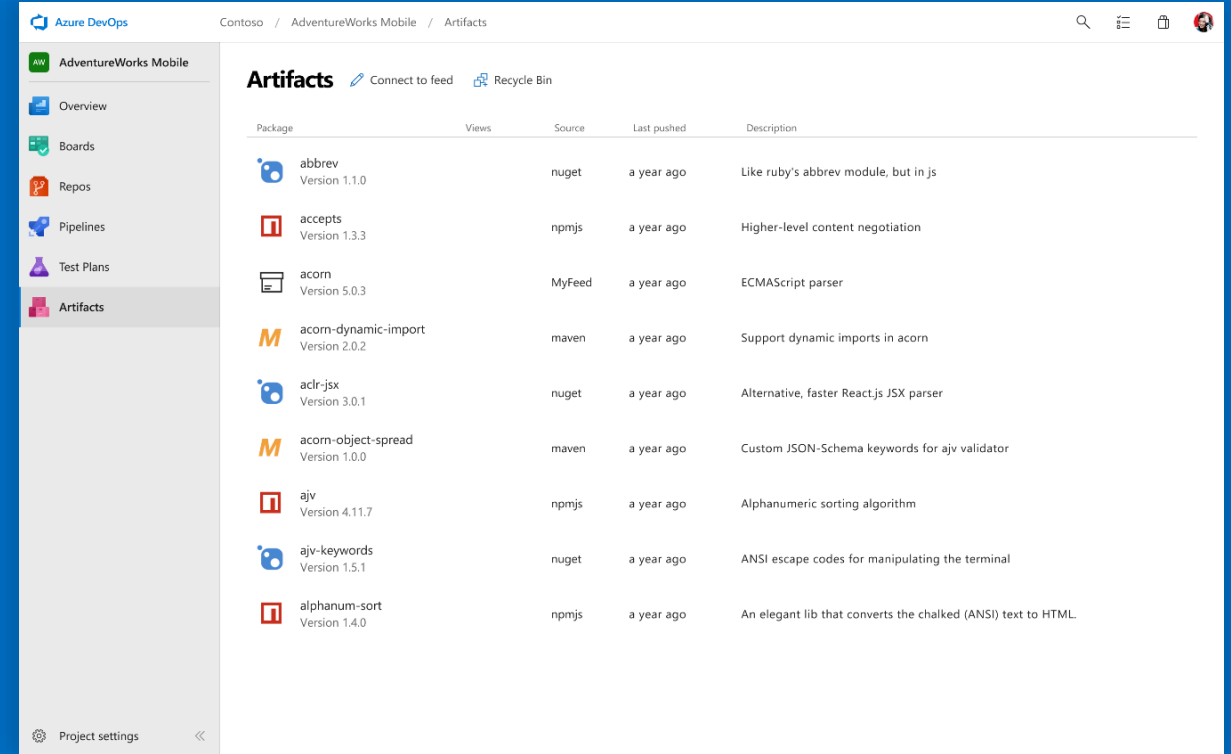 Azure DevOps
Contoso / AdventureWorks Mobile / Artifacts
AW AdventureWorks Mobile
Overview
Boards
Repos
Pipelines
Test Plans
Artifacts
Project settings
Artifacts Connect to feed Recycle Bin
Package Views Source Last pushed Description
abbrev
Version 1.1.0
nuget a year ago Like ruby's abbrev module, but in js
accepts
Version 1.3.3
npmjs a year ago Higher-level content negotiation
acorn
Version 5.0.3
MyFeed a year ago ECMAScript parser
acorn-dynamic-import
Version 2.0.2
maven a year ago Support dynamic imports in acorn
aclr-jsx
Version 3.0.1
nuget a year ago Alternative, faster React.js JSX parser
acorn-object-spread
Version 1.0.0
maven a year ago Custom JSON-Schema keywords for ajv validator
ajv
Version 4.11.7
npmjs a year ago Alphanumeric sorting algorithm
ajv-keywords
Version 1.5.1
nuget a year ago ANSI escape codes for manipulating the terminal
alphanum-sort
Version 1.4.0
npmjs a year ago An elegant lib that converts the chalked (ANSI) text to HTML.